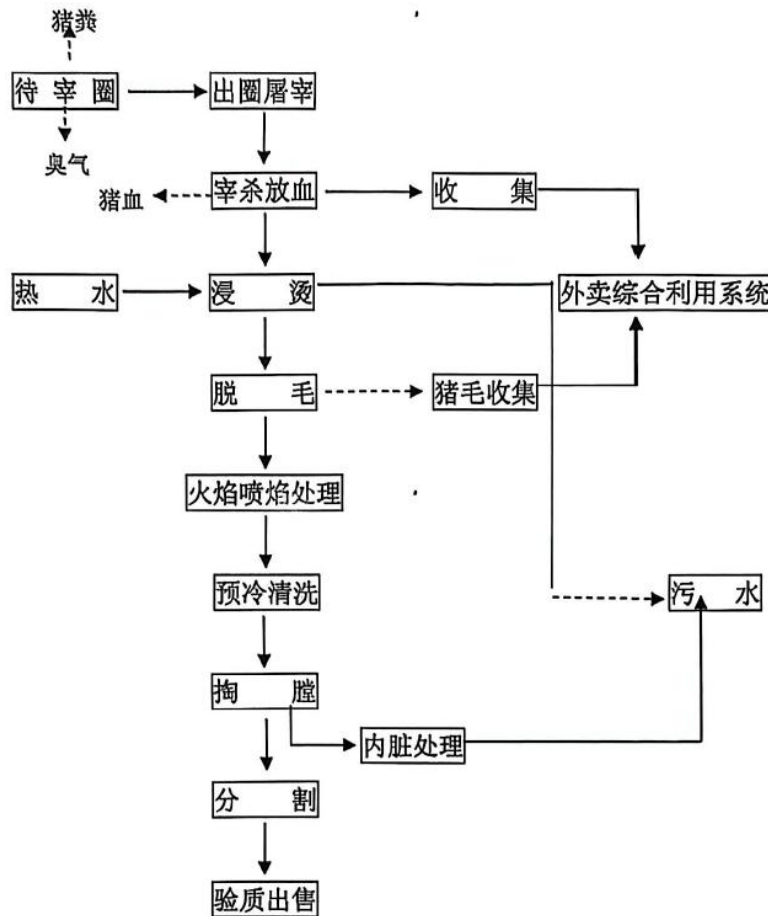 猪粪
待宰圈
出圈屠宰
臭气
猪血
宰杀放血
收集
热水
浸烫
外卖综合利用系统
脱毛
猪毛收集
火焰喷焰处理
预冷清洗
污水
掏膛
内脏处理
分割
验质出售